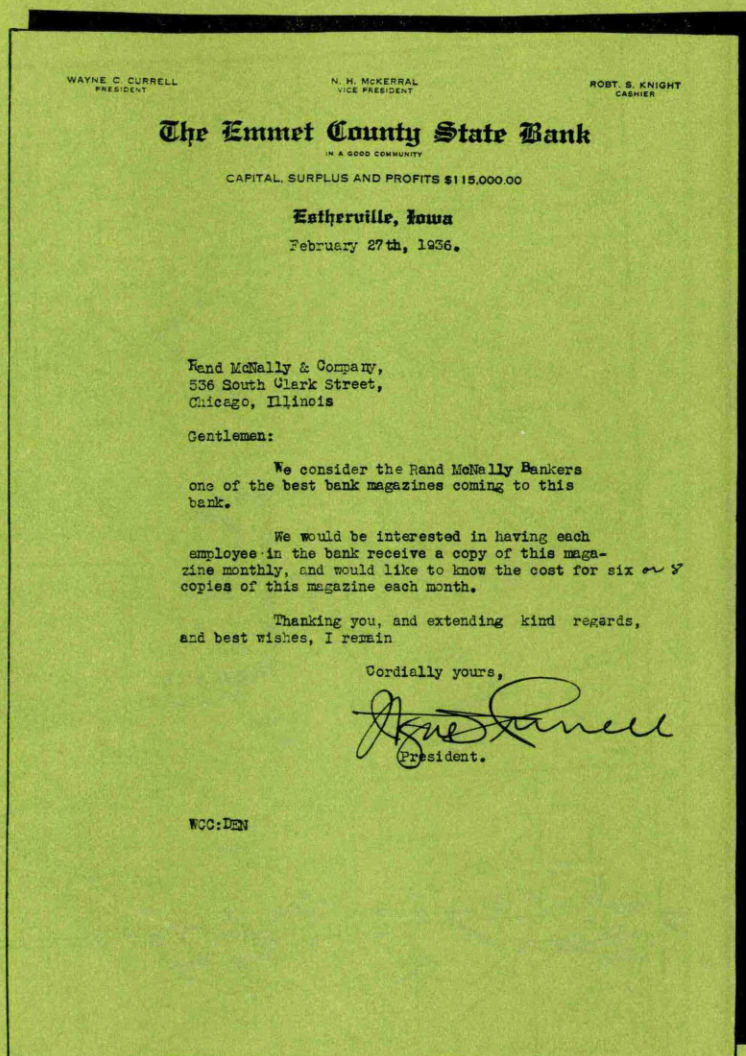 WAYNE C. CURRELL
PRESIDENT
N. H. McKERRAL
VICE PRESIDENT
ROBT. S. KNIGHT
CASHIER
The Emmet County State Bank
IN A GOOD COMMUNITY
CAPITAL, SURPLUS AND PROFITS $115,000.00
Estherville, Iowa
February 27th, 1936.
Rand McNally & Company,
536 South Clark Street,
Chicago, Illinois
Gentlemen:
We consider the Rand McNally Bankers
one of the best bank magazines coming to this
bank.
We would be interested in having each
employee in the bank receive a copy of this maga-
zine monthly, and would like to know the cost for six or 8
copies of this magazine each month.
Thanking you, and extending kind regards,
and best wishes, I remain
Cordially yours,
Wayne C Currell
President.
WCC:DEN